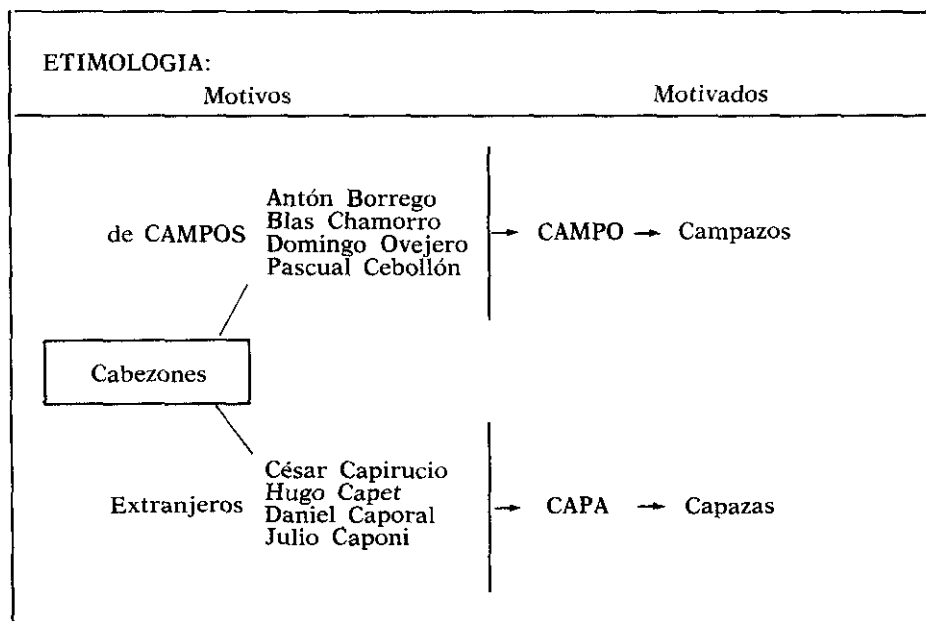 ETIMOLOGIA:
Motivos Motivados
Antón Borrego
Blas Chamorro
de CAMPOS Domingo Ovejero → CAMPO → Campazos
Pascual Cebollón
Cabezones
César Capirucio
Hugo Capet
Extranjeros Daniel Caporal → CAPA → Capazas
Julio Caponi